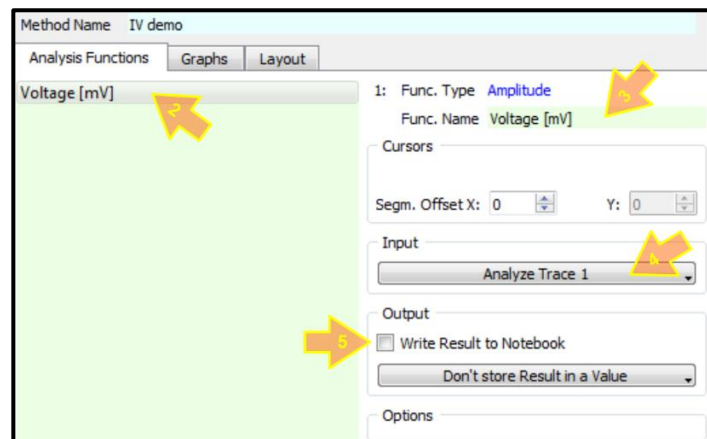 Method Name IV demo
Analysis Functions Graphs Layout
Voltage [mV]
2
1: Func. Type Amplitude
3
Func. Name Voltage [mV]
Cursors
Segm. Offset X: 0 Y: 0
Input
4
Analyze Trace 1
Output
5
Write Result to Notebook
Don't store Result in a Value
Options